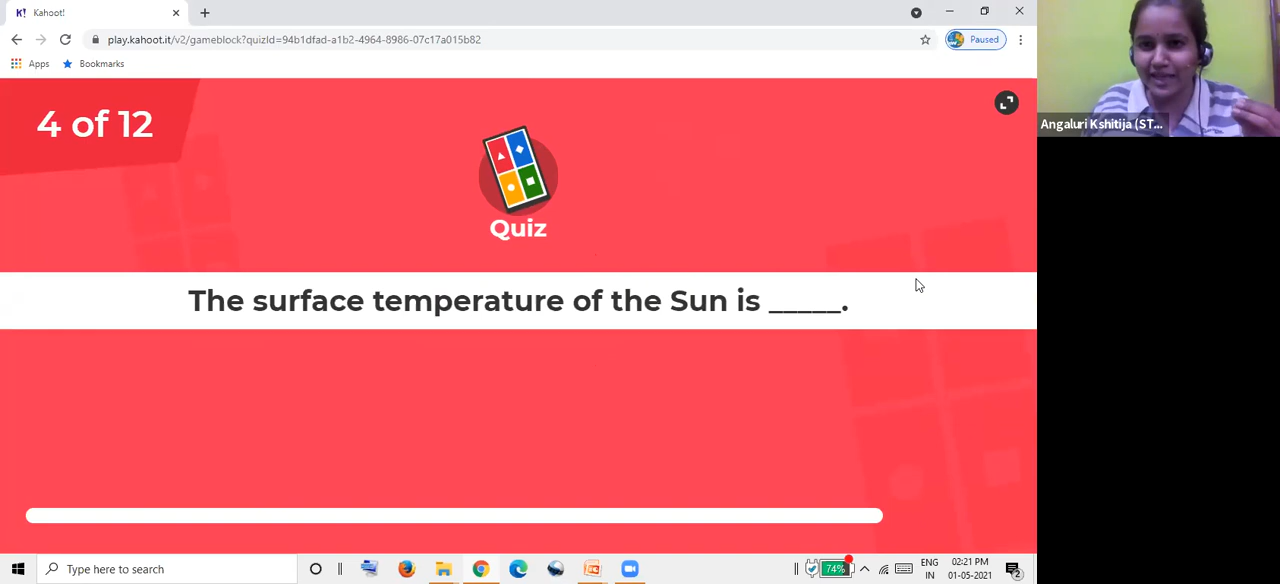 K! Kahoot!
play.kahoot.it/v2/gameblock?quizId=94b1dfad-a1b2-4964-8986-07c17a015b82
Paused
Apps
Bookmarks
4 of 12
Quiz
The surface temperature of the Sun is _____.
Angaluri Kshitija (ST...
Type here to search
74%
ENG
IN
02:21 PM
01-05-2021
2